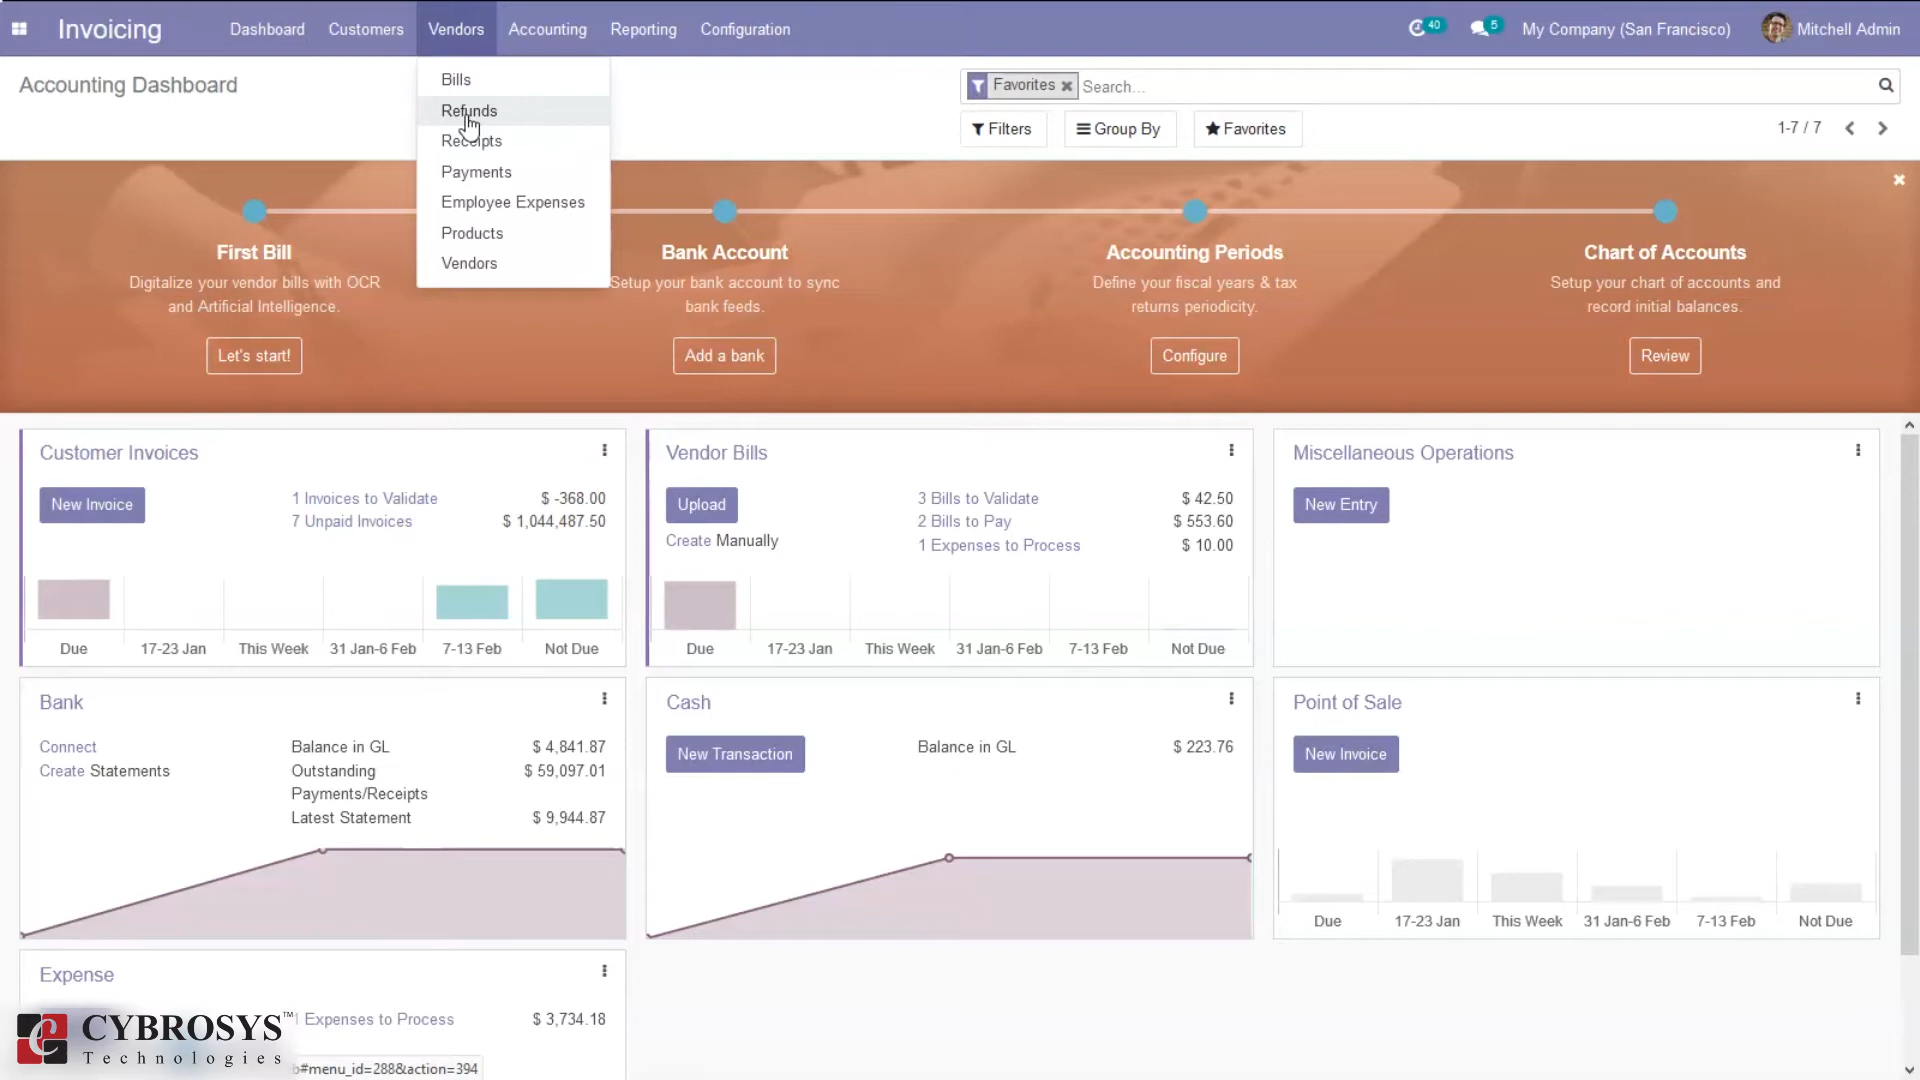 Invoicing
Dashboard
Customers
Vendors
Accounting
Reporting
Configuration
40
5
My Company (San Francisco)
Mitchell Admin
Accounting Dashboard
Favorites
Search...
Filters
Group By
Favorites
1-7 / 7
Bills
Refunds
Receipts
Payments
Employee Expenses
Products
Vendors
First Bill
Digitalize your vendor bills with OCR
and Artificial Intelligence.
Let's start!
Bank Account
Setup your bank account to sync
bank feeds.
Add a bank
Accounting Periods
Define your fiscal years & tax
returns periodicity.
Configure
Chart of Accounts
Setup your chart of accounts and
record initial balances.
Review
Customer Invoices
New Invoice
1 Invoices to Validate $ -368.00
7 Unpaid Invoices $ 1,044,487.50
Due 17-23 Jan This Week 31 Jan-6 Feb 7-13 Feb Not Due
Vendor Bills
Upload
Create Manually
3 Bills to Validate $ 42.50
2 Bills to Pay $ 553.60
1 Expenses to Process $ 10.00
Due 17-23 Jan This Week 31 Jan-6 Feb 7-13 Feb Not Due
Miscellaneous Operations
New Entry
Bank
Connect
Create Statements
Balance in GL $ 4,841.87
Outstanding $ 59,097.01
Payments/Receipts
Latest Statement $ 9,944.87
Cash
New Transaction
Balance in GL $ 223.76
Point of Sale
New Invoice
Due 17-23 Jan This Week 31 Jan-6 Feb 7-13 Feb Not Due
Expense
1 Expenses to Process $ 3,734.18
CYBROSYS™
Technologies
b#menu_id=288&action=394